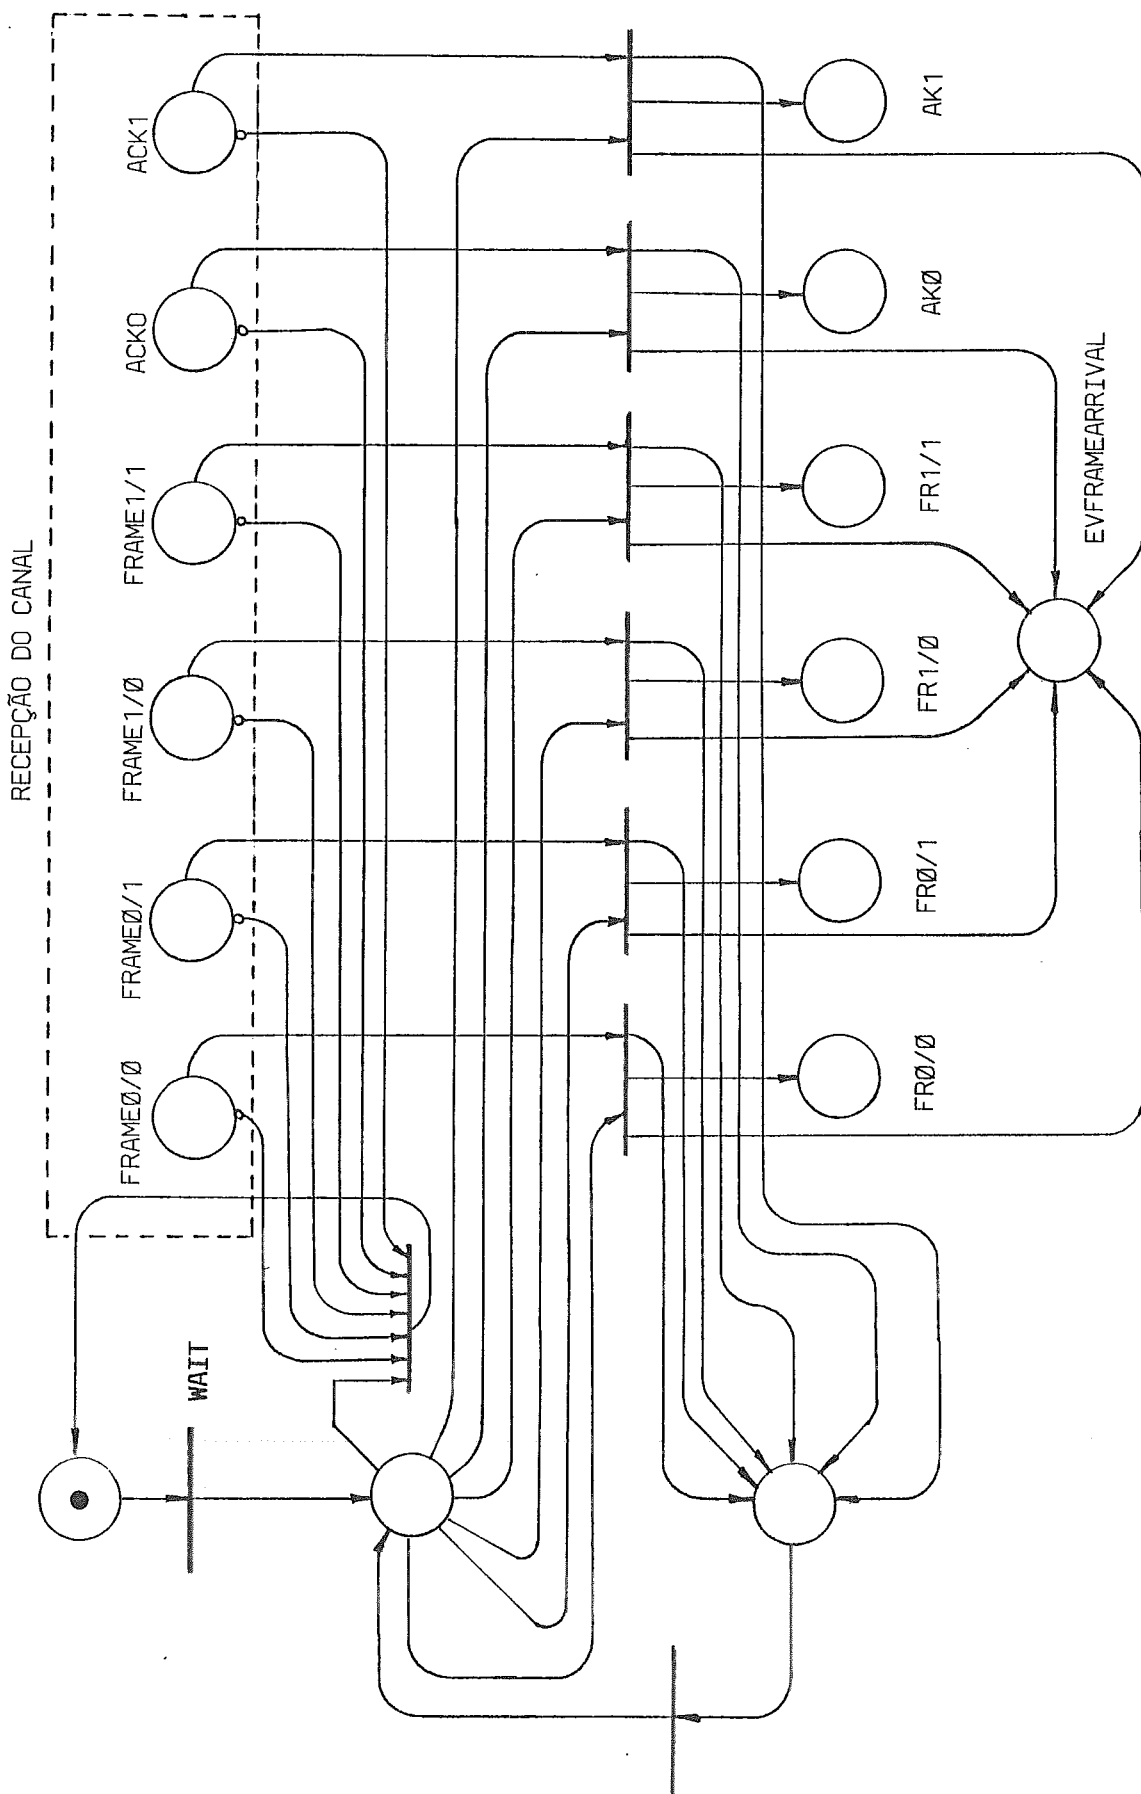 RECEPÇÃO DO CANAL
FRAMEØ/Ø
FRAMEØ/1
FRAME1/Ø
FRAME1/1
ACKO
ACK1
WAIT
FRØ/Ø
FRØ/1
FR1/Ø
FR1/1
AKØ
AK1
EVFRAMEARRIVAL